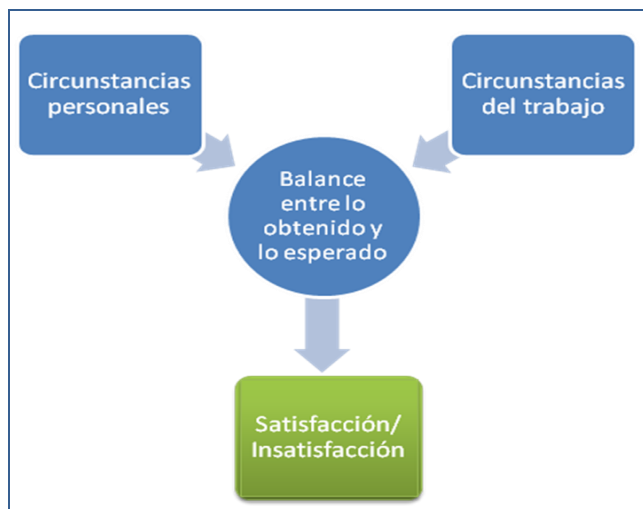 Circunstancias
personales
Circunstancias
del trabajo
Balance
entre lo
obtenido y
lo esperado
Satisfacción/
Insatisfacción